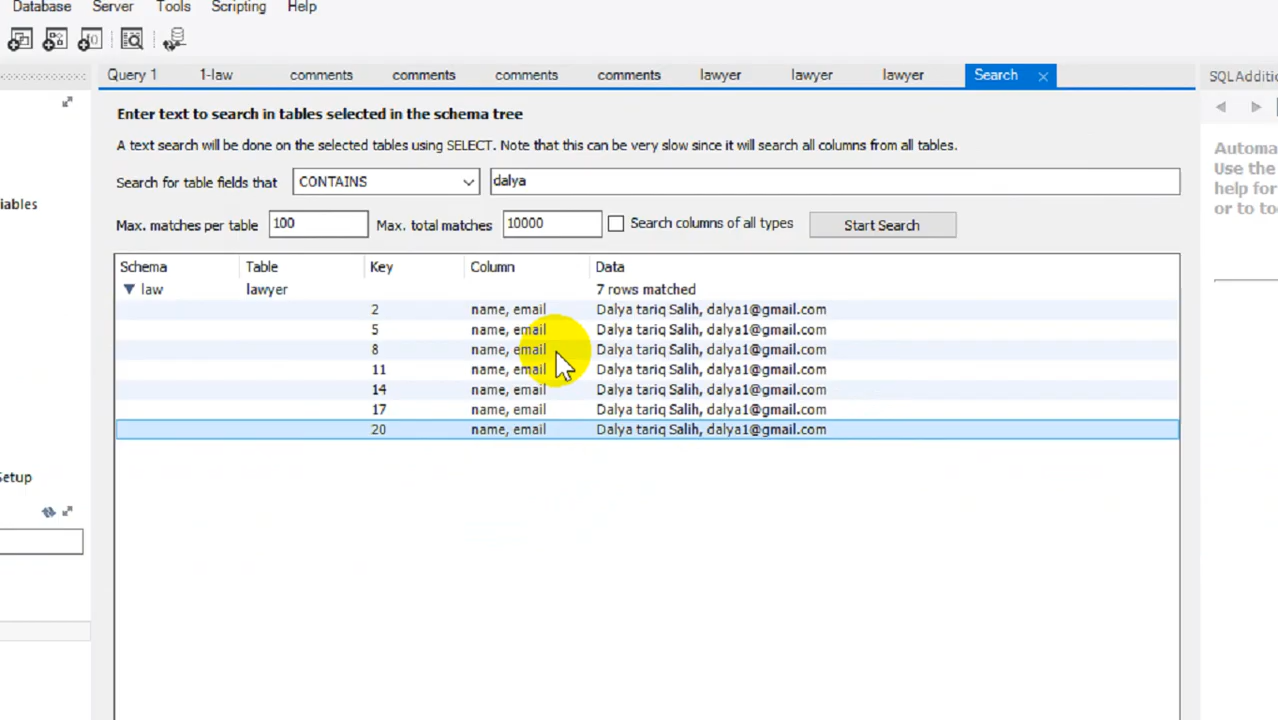 Database Server Tools Scripting Help
Query 1 1-law comments comments comments comments lawyer lawyer lawyer Search
Enter text to search in tables selected in the schema tree
A text search will be done on the selected tables using SELECT. Note that this can be very slow since it will search all columns from all tables.
Search for table fields that CONTAINS dalya
Max. matches per table 100 Max. total matches 10000 Search columns of all types Start Search
Schema Table Key Column Data
law lawyer 7 rows matched
2 name, email Dalya tariq Salih, dalya1@gmail.com
5 name, email Dalya tariq Salih, dalya1@gmail.com
8 name, email Dalya tariq Salih, dalya1@gmail.com
11 name, email Dalya tariq Salih, dalya1@gmail.com
14 name, email Dalya tariq Salih, dalya1@gmail.com
17 name, email Dalya tariq Salih, dalya1@gmail.com
20 name, email Dalya tariq Salih, dalya1@gmail.com
iables
Setup
SQLAdditio
Automa
Use the
help for
or to to